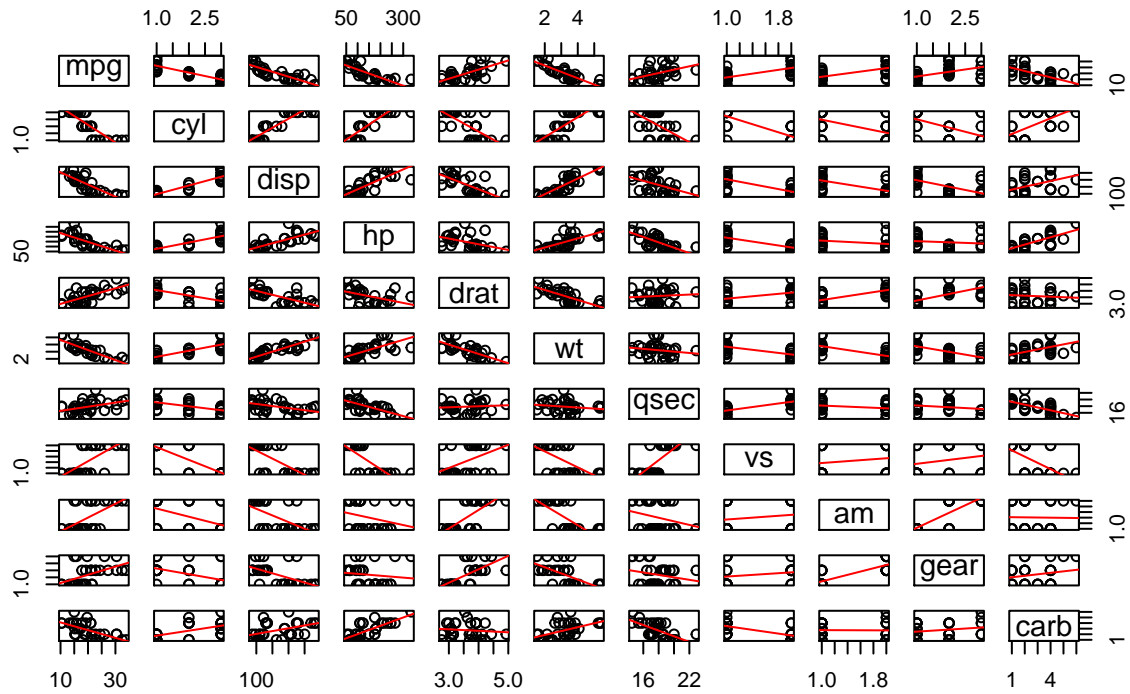 1.0 2.5 50 300 2 4 1.0 1.8 1.0 2.5
mpg 10
1.0 cyl
disp 100
50 hp
drat 3.0
2 wt
qsec 16
1.0 vs
am 1.0
1.0 gear
carb 1
10 30 100 3.0 5.0 16 22 1.0 1.8 1 4